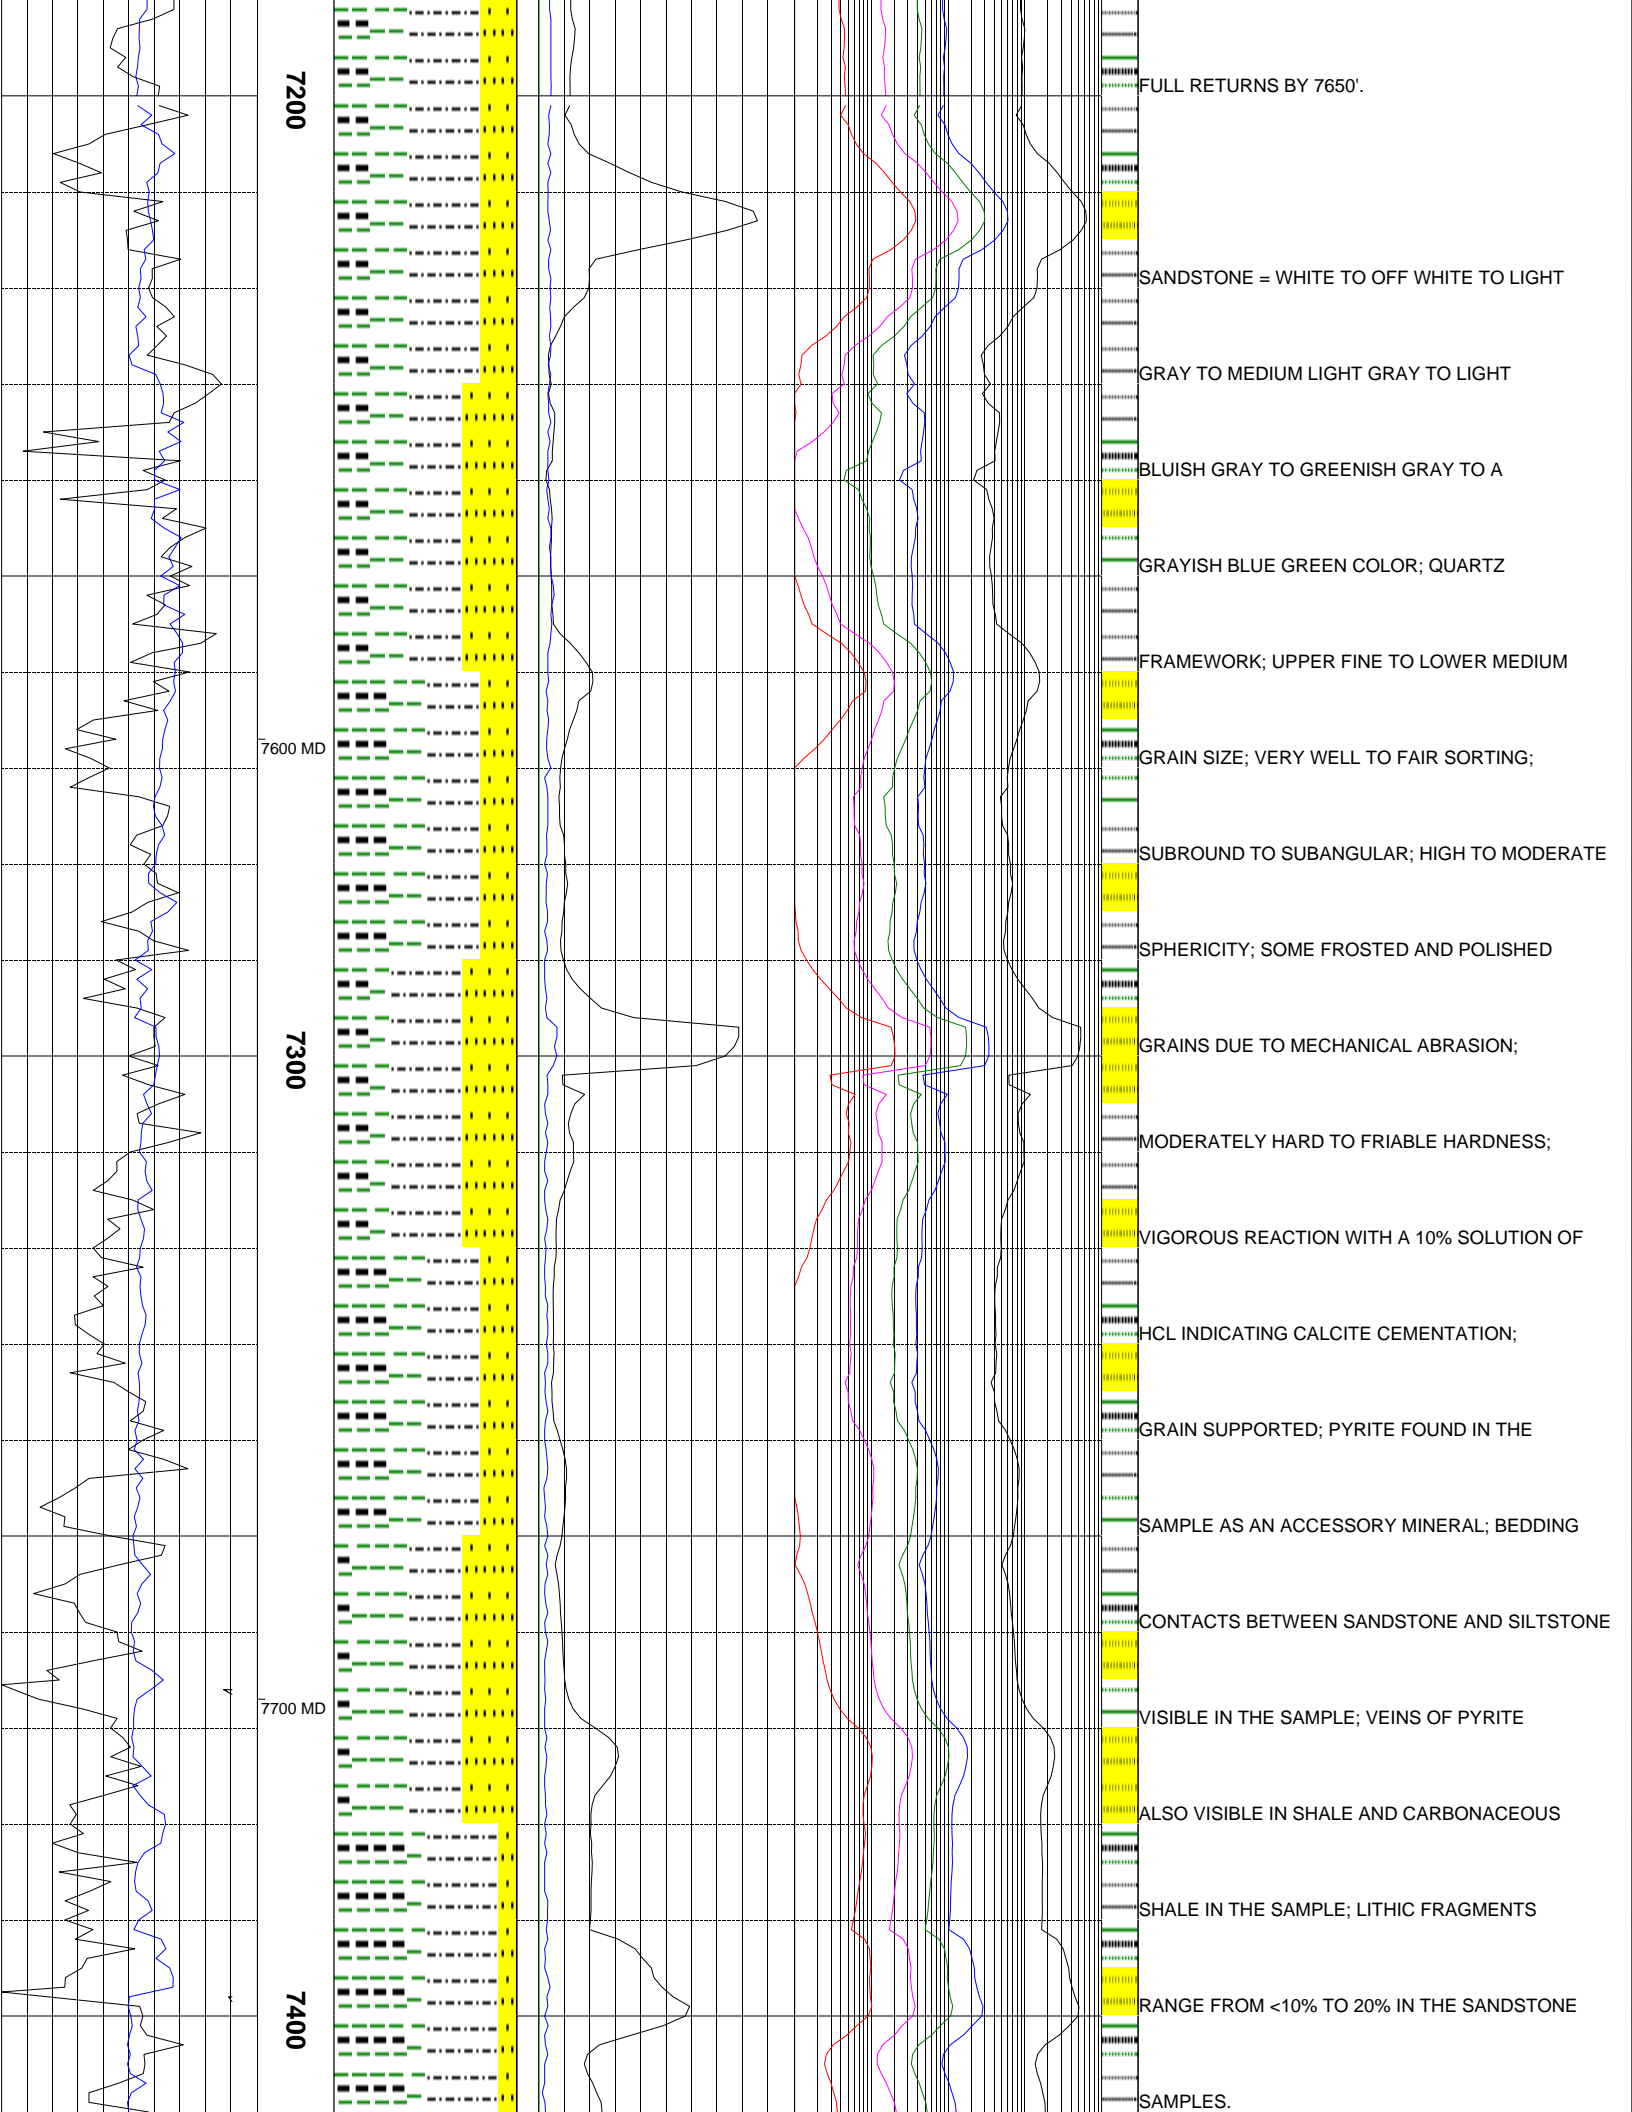 7200
FULL RETURNS BY 7650'.
SANDSTONE = WHITE TO OFF WHITE TO LIGHT
GRAY TO MEDIUM LIGHT GRAY TO LIGHT
BLUISH GRAY TO GREENISH GRAY TO A
GRAYISH BLUE GREEN COLOR; QUARTZ
FRAMEWORK; UPPER FINE TO LOWER MEDIUM
7600 MD
GRAIN SIZE; VERY WELL TO FAIR SORTING;
SUBROUND TO SUBANGULAR; HIGH TO MODERATE
SPHERICITY; SOME FROSTED AND POLISHED
7300
GRAINS DUE TO MECHANICAL ABRASION;
MODERATELY HARD TO FRIABLE HARDNESS;
VIGOROUS REACTION WITH A 10% SOLUTION OF
HCL INDICATING CALCITE CEMENTATION;
GRAIN SUPPORTED; PYRITE FOUND IN THE
SAMPLE AS AN ACCESSORY MINERAL; BEDDING
CONTACTS BETWEEN SANDSTONE AND SILTSTONE
7700 MD
VISIBLE IN THE SAMPLE; VEINS OF PYRITE
ALSO VISIBLE IN SHALE AND CARBONACEOUS
SHALE IN THE SAMPLE; LITHIC FRAGMENTS
7400
RANGE FROM <10% TO 20% IN THE SANDSTONE
SAMPLES.